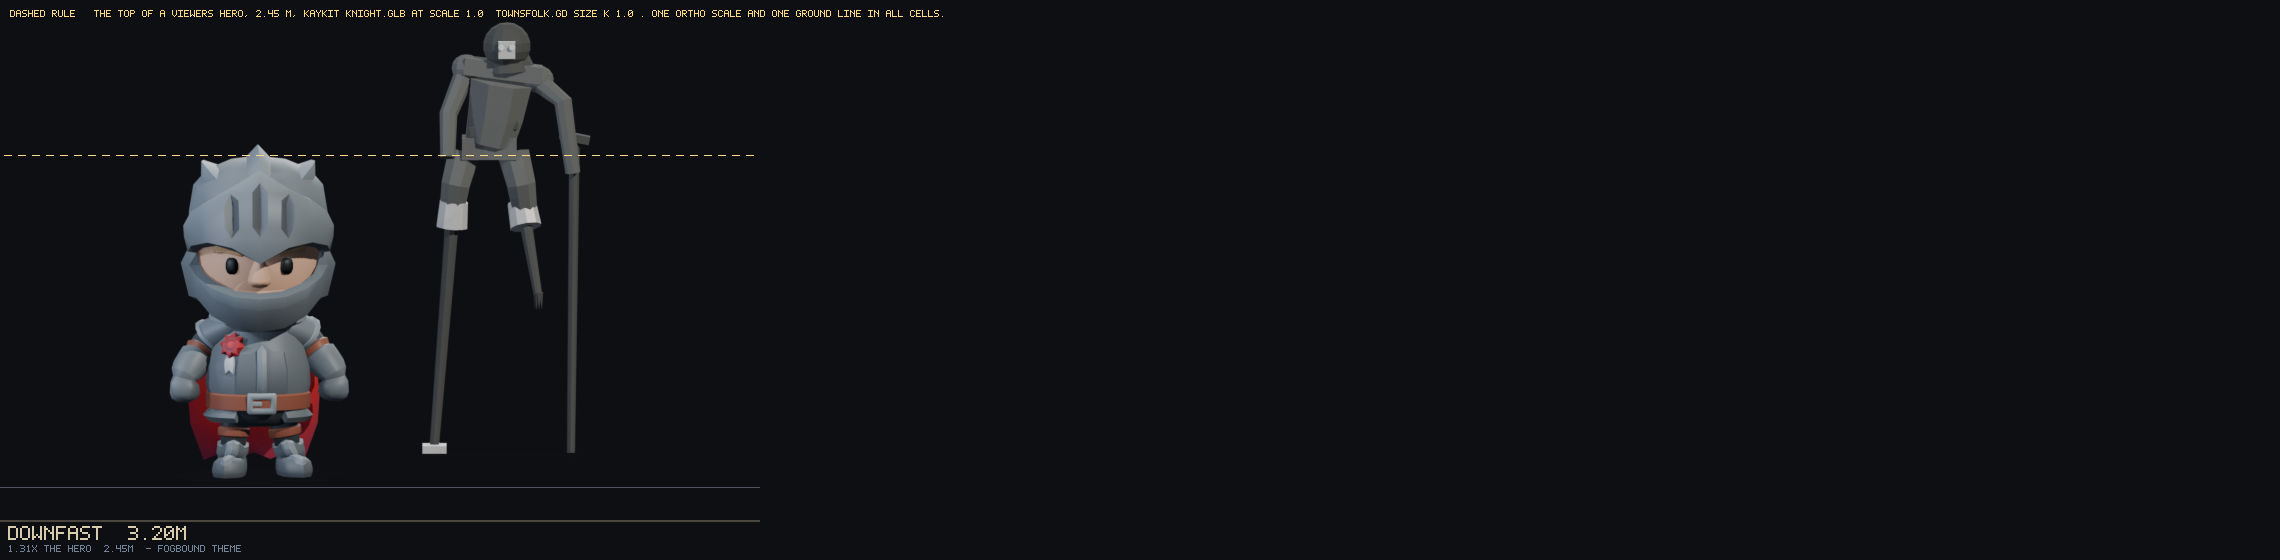 DASHED RULE   THE TOP OF A VIEWERS HERO, 2.45 M, KAYKIT KNIGHT.GLB AT SCALE 1.0  TOWNSFOLK.GD SIZE K 1.0 . ONE ORTHO SCALE AND ONE GROUND LINE IN ALL CELLS.
DOWNFAST  3.20M
1.31X THE HERO  2.45M  - FOGBOUND THEME